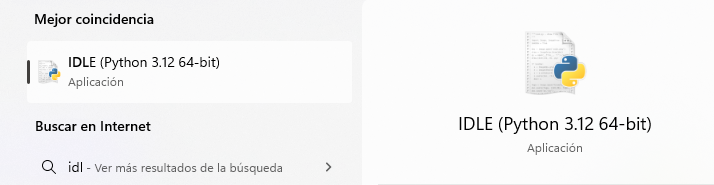 Mejor coincidencia
IDLE (Python 3.12 64-bit)
Aplicación
Buscar en Internet
idl - Ver más resultados de la búsqueda
IDLE (Python 3.12 64-bit)
Aplicación